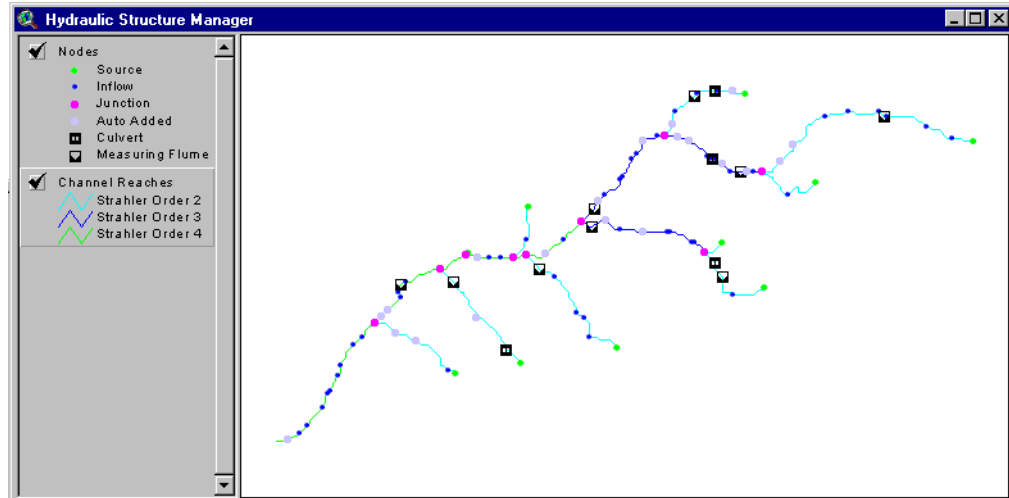 Hydraulic Structure Manager
Nodes
Source
Inflow
Junction
Auto Added
Culvert
Measuring Flume
Channel Reaches
Strahler Order 2
Strahler Order 3
Strahler Order 4